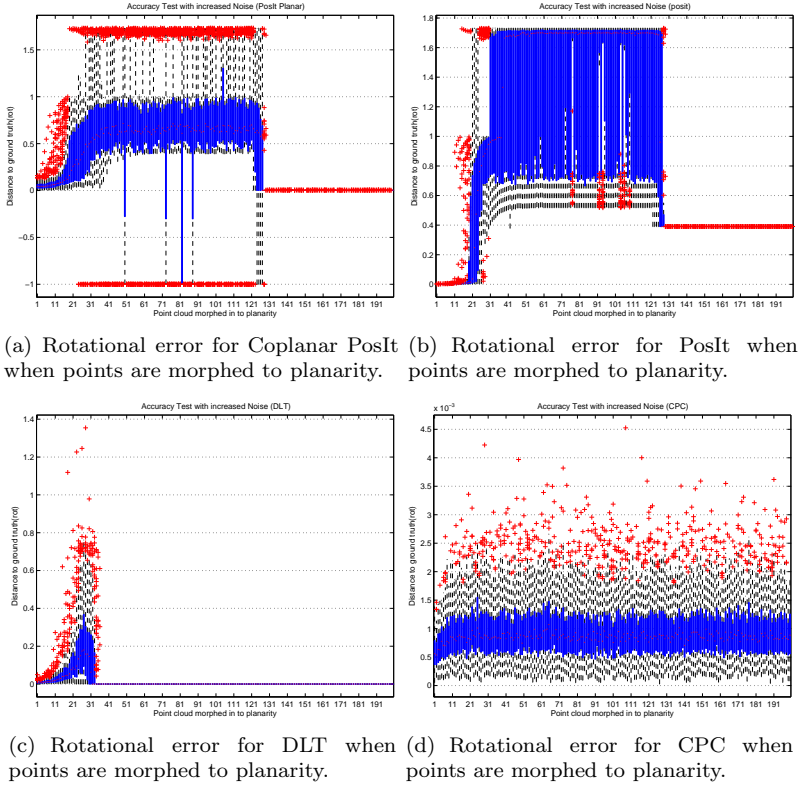 Accuracy Test with increased Noise (PosIt Planar)
Distance to ground truth(rot)
1.5
1
0.5
0
−0.5
−1
1 11 21 31 41 51 61 71 81 91 101 111 121 131 141 151 161 171 181 191
Point cloud morphed in to planarity
Accuracy Test with increased Noise (posit)
Distance to ground truth(rot)
1.8
1.6
1.4
1.2
1
0.8
0.6
0.4
0.2
0
1 11 21 31 41 51 61 71 81 91 101 111 121 131 141 151 161 171 181 191
Point cloud morphed in to planarity
(a) Rotational error for Coplanar PosIt
when points are morphed to planarity.
(b) Rotational error for PosIt when
points are morphed to planarity.
Accuracy Test with increased Noise (DLT)
Distance to ground truth(rot)
1.4
1.2
1
0.8
0.6
0.4
0.2
0
1 11 21 31 41 51 61 71 81 91 101 111 121 131 141 151 161 171 181 191
Point cloud morphed in to planarity
x 10⁻³
Accuracy Test with increased Noise (CPC)
Distance to ground truth(rot)
4.5
4
3.5
3
2.5
2
1.5
1
0.5
0
1 11 21 31 41 51 61 71 81 91 101 111 121 131 141 151 161 171 181 191
Point cloud morphed in to planarity
(c) Rotational error for DLT when
points are morphed to planarity.
(d) Rotational error for CPC when
points are morphed to planarity.